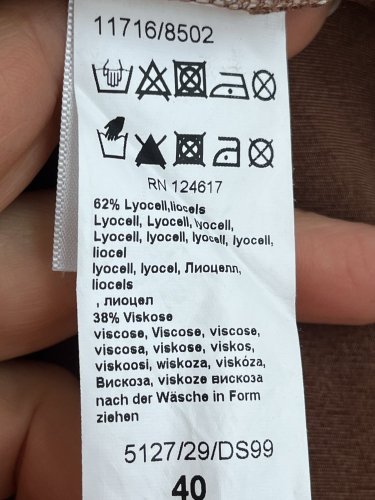 11716/8502
RN 124617
62% Lyocell,liocels
Lyocell, Lyocell, lyocell,
Lyocell, lyocell, lyocell, lyocell,
liocel
lyocell, lyocel, Лиоцелл,
liocels
, лиоцел
38% Viskose
viscose, Viscose, viscose,
viscosa, viskose, viskos,
viskoosi, wiskoza, viskóza,
Вискоза, viskoze вискоза
nach der Wäsche in Form
ziehen
5127/29/DS99
40